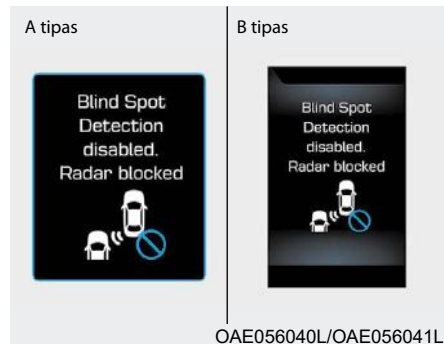 A tipas
Blind Spot
Detection
disabled.
Radar blocked
B tipas
Blind Spot
Detection
disabled.
Radar blocked
OAE056040L/OAE056041L